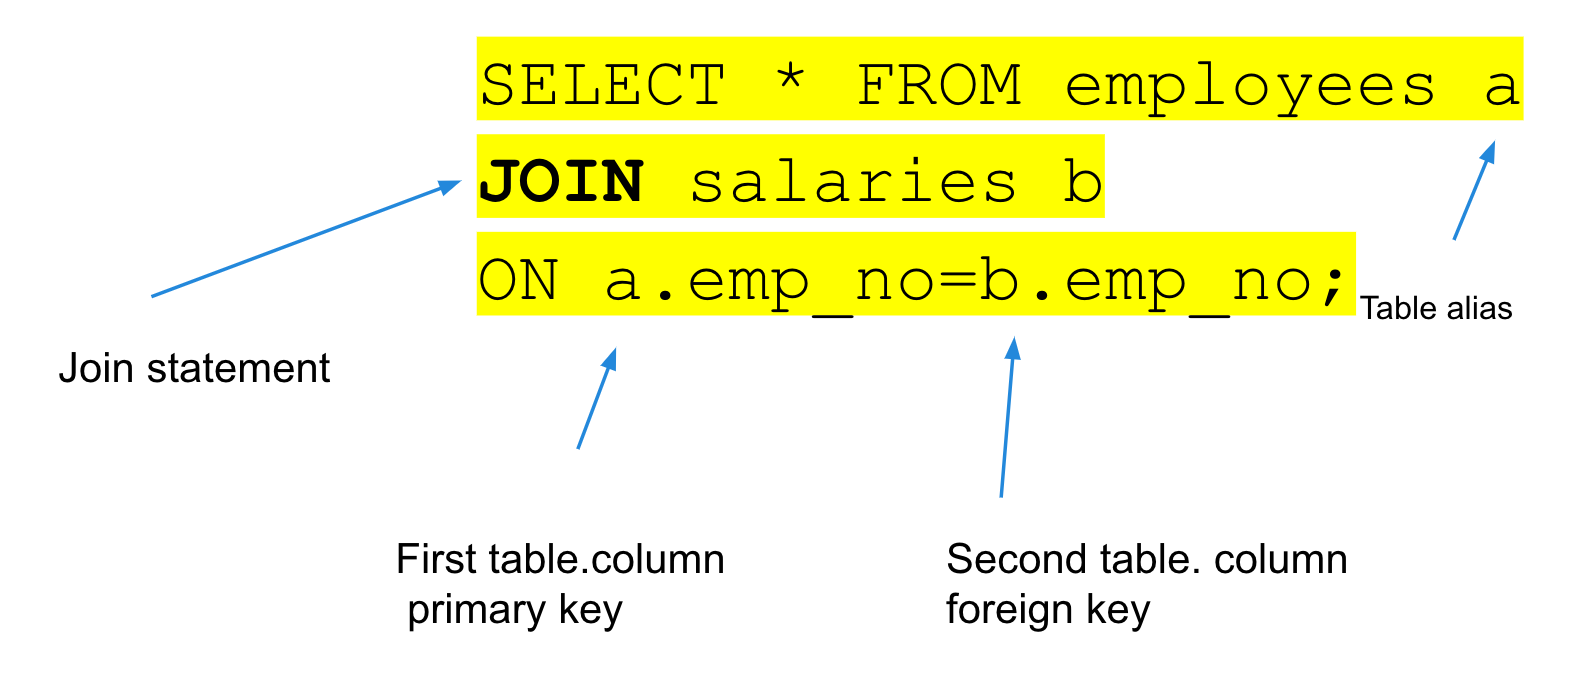 SELECT * FROM employees a
JOIN salaries b
ON a.emp_no=b.emp_no;
Table alias
Join statement
First table.column
primary key
Second table. column
foreign key